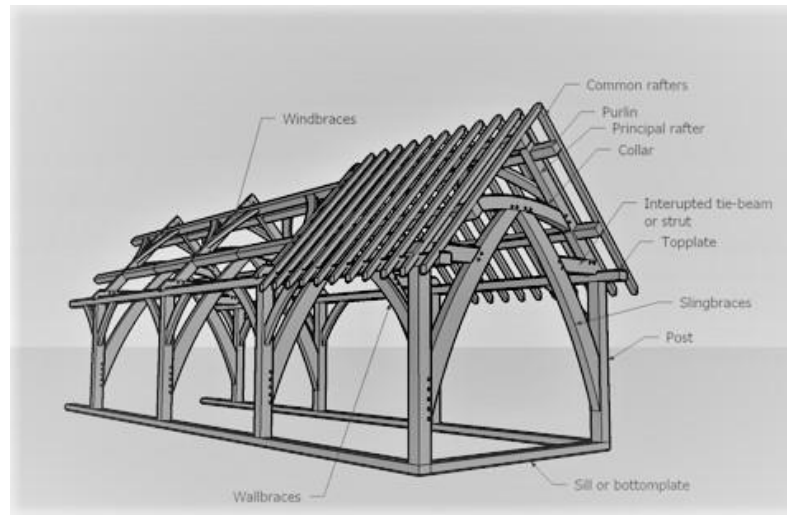 Common rafters
Purlin
Windbraces
Principal rafter
Collar
Interupted tie-beam
or strut
Topplate
Slingbraces
Post
Sill or bottomplate
Wallbraces